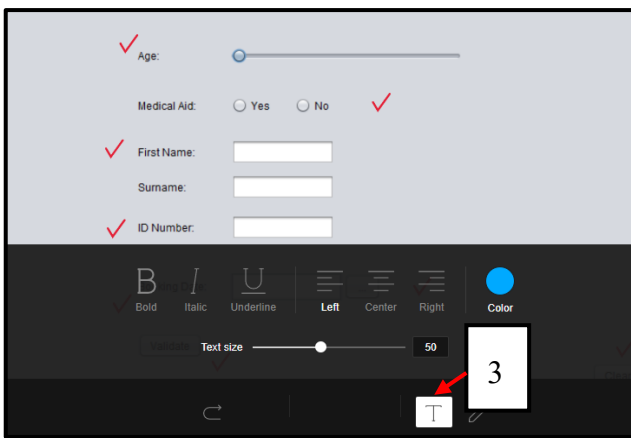 Age:
Medical Aid: Yes No
First Name:
Surname:
ID Number:
B I U
Bold Italic Underline Left Center Right Color
Validate
Text size 50
3
T